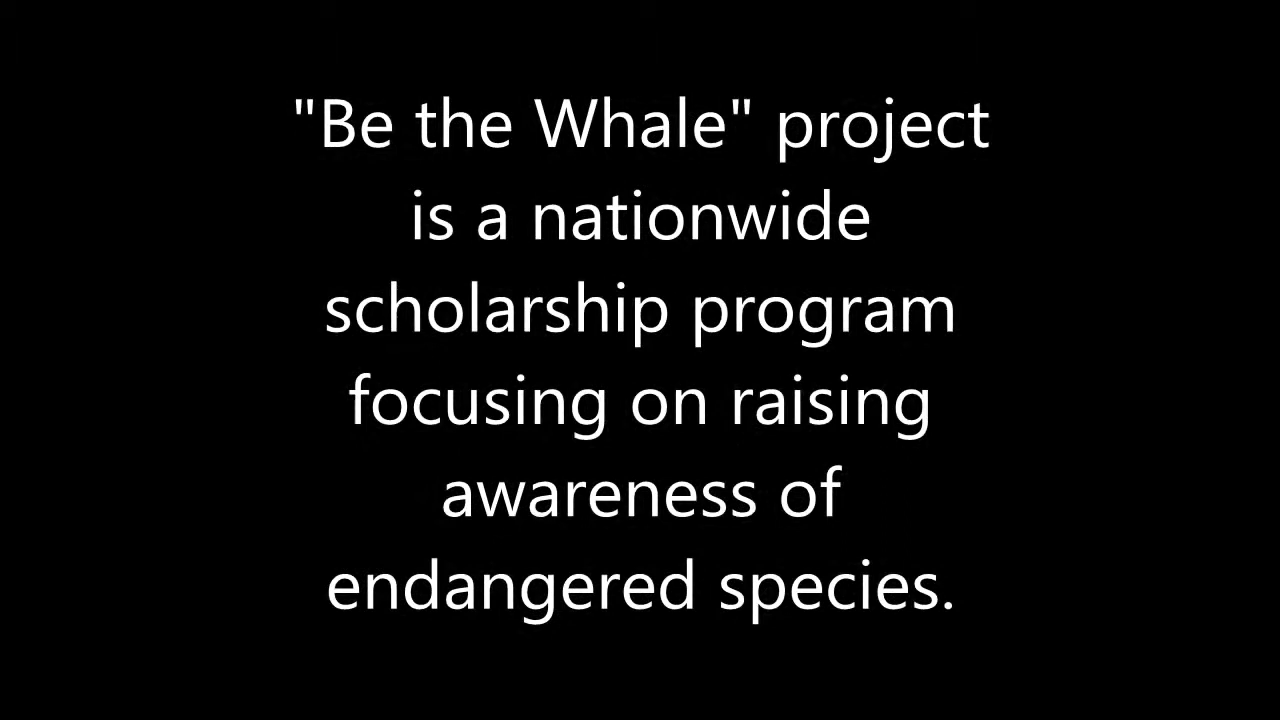 "Be the Whale" project
is a nationwide
scholarship program
focusing on raising
awareness of
endangered species.